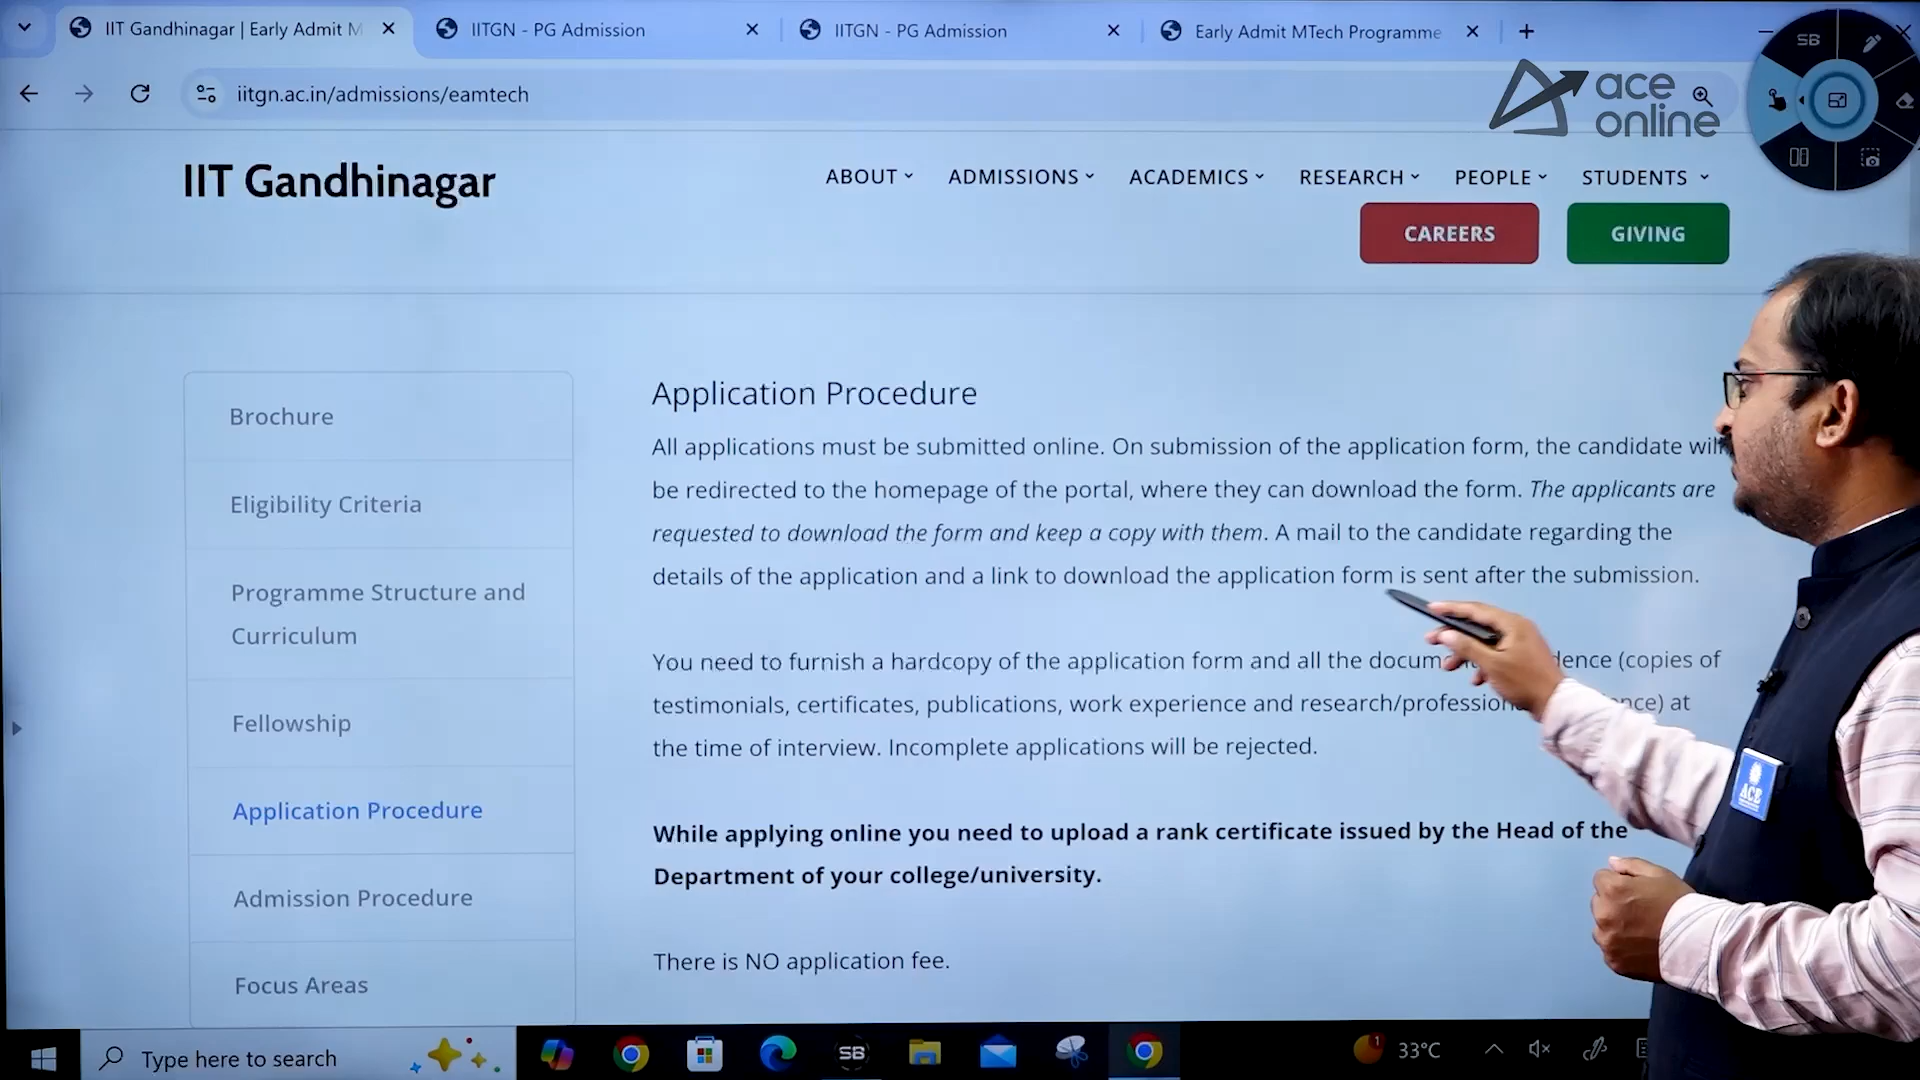 IIT Gandhinagar | Early Admit M
IITGN - PG Admission
IITGN - PG Admission
Early Admit MTech Programme
iitgn.ac.in/admissions/eamtech
ace
online
SB
IIT Gandhinagar
ABOUT
ADMISSIONS
ACADEMICS
RESEARCH
PEOPLE
STUDENTS
CAREERS
GIVING
Brochure
Eligibility Criteria
Programme Structure and
Curriculum
Fellowship
Application Procedure
Admission Procedure
Focus Areas
Application Procedure
All applications must be submitted online. On submission of the application form, the candidate will
be redirected to the homepage of the portal, where they can download the form. The applicants are
requested to download the form and keep a copy with them. A mail to the candidate regarding the
details of the application and a link to download the application form is sent after the submission.
You need to furnish a hardcopy of the application form and all the (copies of
testimonials, certificates, publications, work experience and at
the time of interview. Incomplete applications will be rejected.
While applying online you need to upload a rank certificate issued by the Head of the
Department of your college/university.
There is NO application fee.
ACE
Type here to search
SB
1
33°C